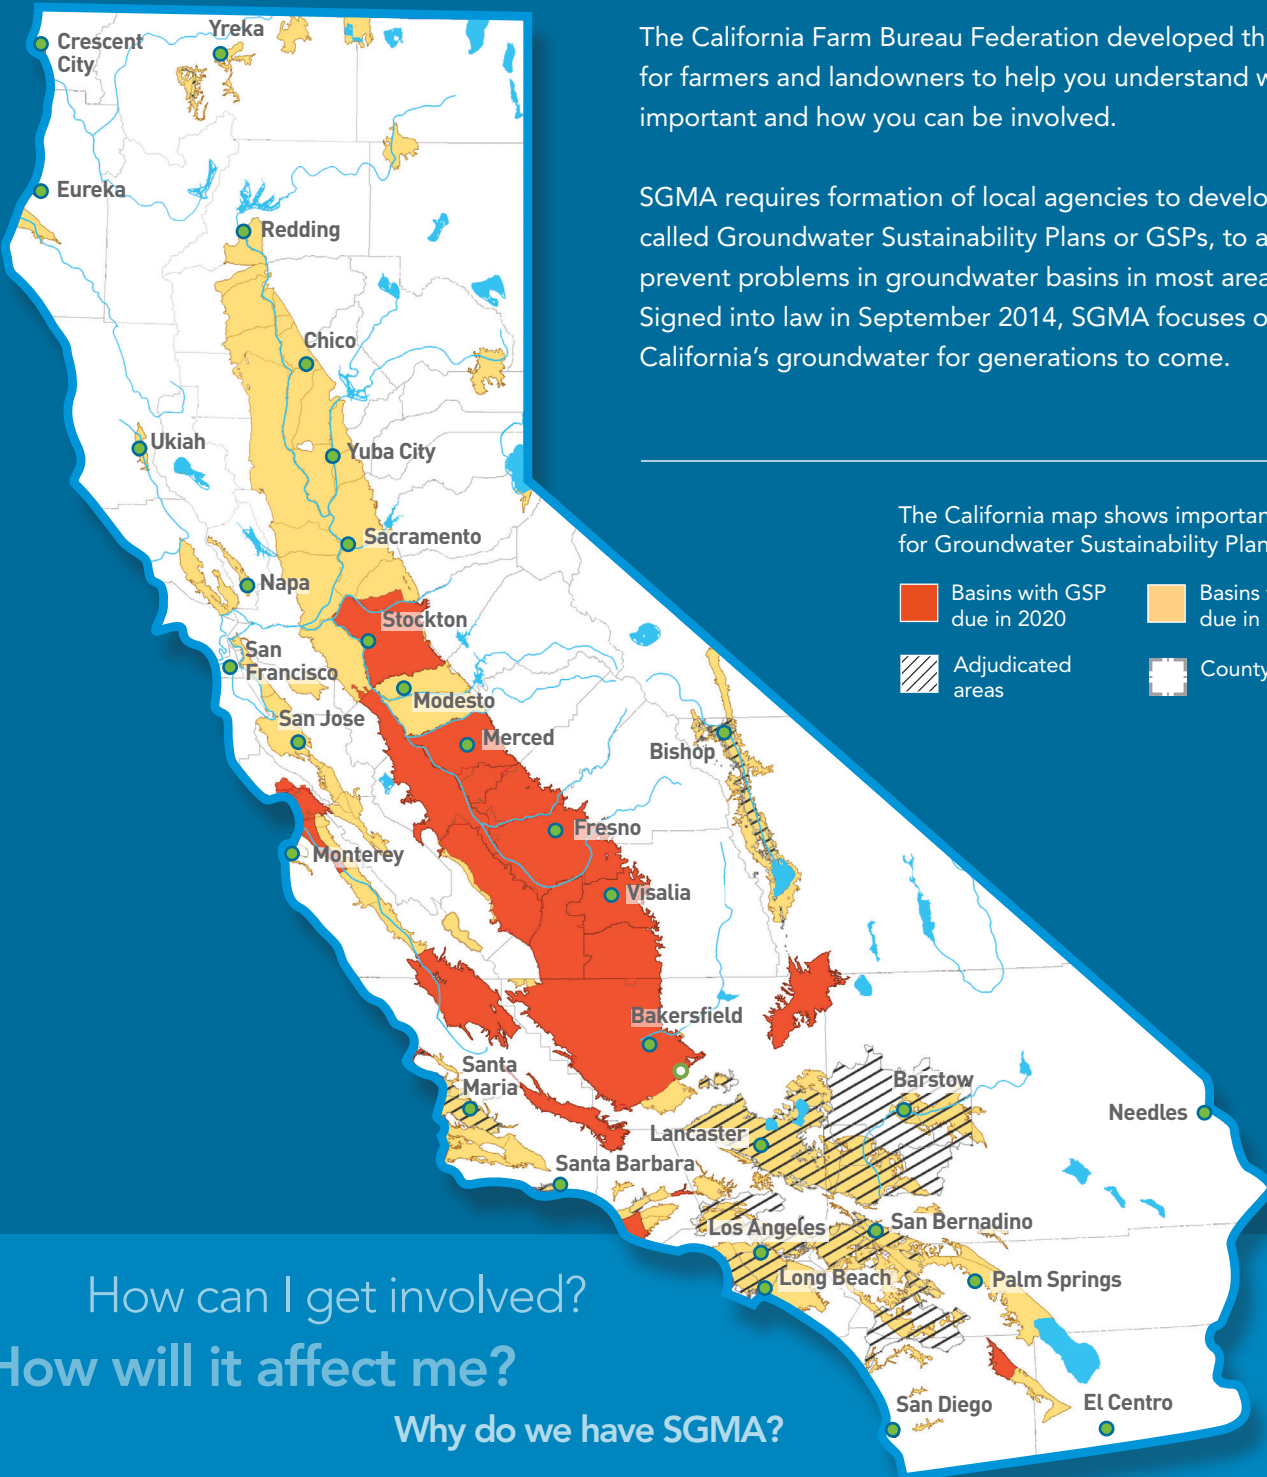 The California Farm Bureau Federation developed th
for farmers and landowners to help you understand w
important and how you can be involved.
SGMA requires formation of local agencies to develo
called Groundwater Sustainability Plans or GSPs, to a
prevent problems in groundwater basins in most area
Signed into law in September 2014, SGMA focuses o
California's groundwater for generations to come.
The California map shows importan
for Groundwater Sustainability Plan
Basins with GSP
due in 2020
Basins
due in
Adjudicated
areas
County
Crescent
City
Yreka
Eureka
Redding
Chico
Ukiah
Yuba City
Sacramento
Napa
Stockton
San
Francisco
Modesto
San Jose
Merced
Bishop
Fresno
Monterey
Visalia
Bakersfield
Santa
Maria
Barstow
Needles
Lancaster
Santa Barbara
Los Angeles
San Bernadino
Long Beach
Palm Springs
San Diego
El Centro
How can I get involved?
How will it affect me?
Why do we have SGMA?